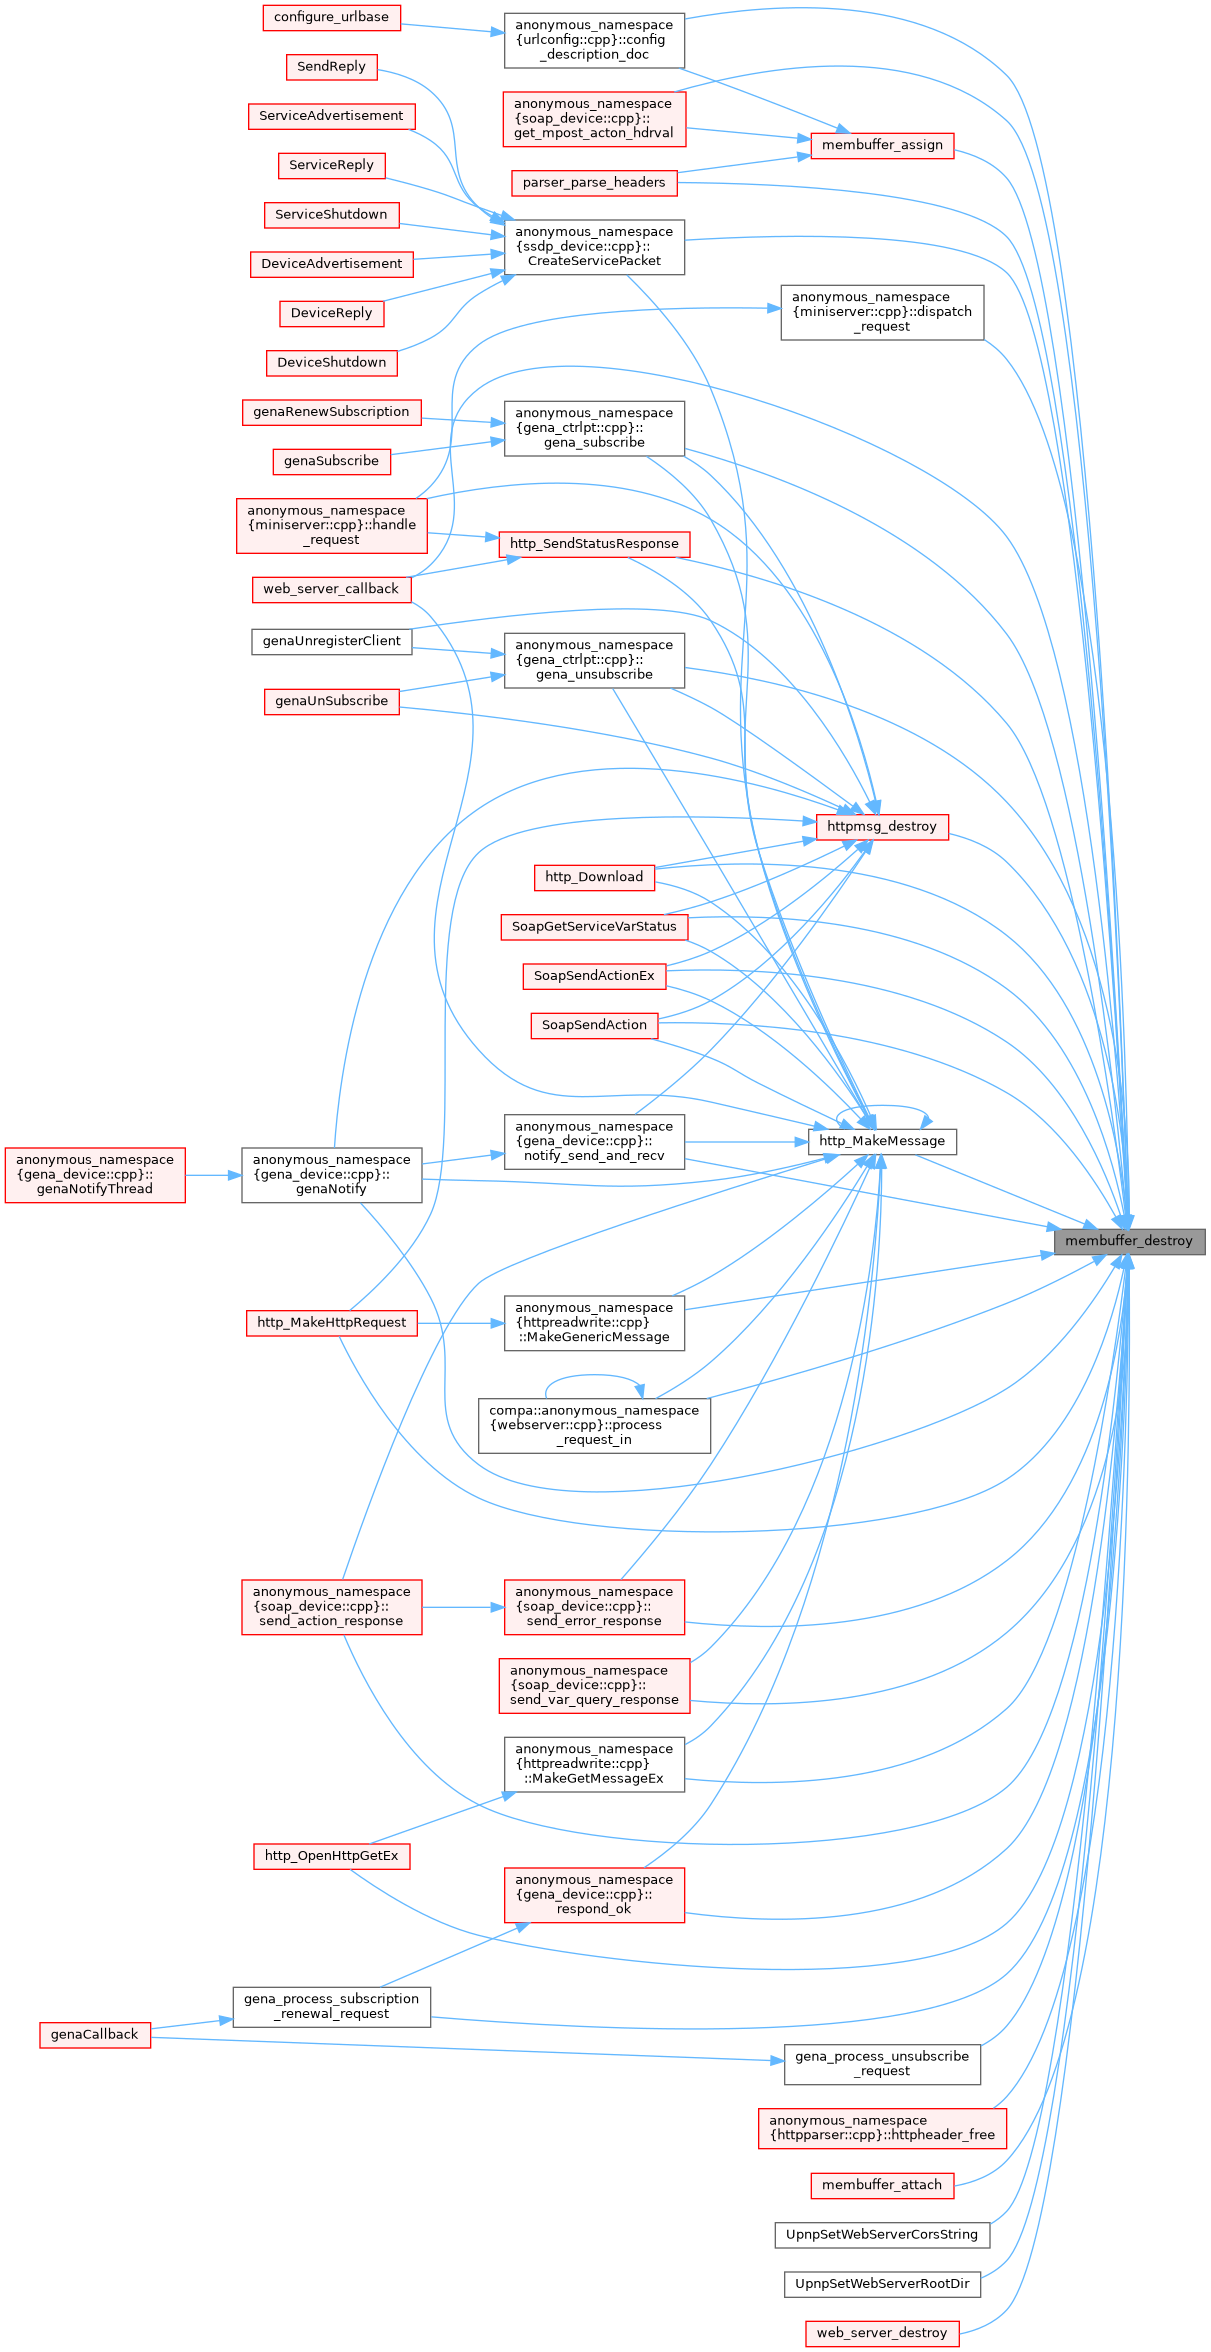 configure_urlbase
anonymous_namespace
{urlconfig::cpp}::config
_description_doc
SendReply
anonymous_namespace
{soap_device::cpp}::
get_mpost_acton_hdrval
ServiceAdvertisement
membuffer_assign
ServiceReply
parser_parse_headers
ServiceShutdown
anonymous_namespace
{ssdp_device::cpp}::
CreateServicePacket
DeviceAdvertisement
DeviceReply
anonymous_namespace
{miniserver::cpp}::dispatch
_request
DeviceShutdown
genaRenewSubscription
anonymous_namespace
{gena_ctrlpt::cpp}::
gena_subscribe
genaSubscribe
anonymous_namespace
{miniserver::cpp}::handle
_request
http_SendStatusResponse
web_server_callback
genaUnregisterClient
anonymous_namespace
{gena_ctrlpt::cpp}::
gena_unsubscribe
genaUnSubscribe
httpmsg_destroy
http_Download
SoapGetServiceVarStatus
SoapSendActionEx
SoapSendAction
anonymous_namespace
{gena_device::cpp}::
notify_send_and_recv
http_MakeMessage
anonymous_namespace
{gena_device::cpp}::
genaNotifyThread
anonymous_namespace
{gena_device::cpp}::
genaNotify
membuffer_destroy
http_MakeHttpRequest
anonymous_namespace
{httpreadwrite::cpp}
::MakeGenericMessage
compa::anonymous_namespace
{webserver::cpp}::process
_request_in
anonymous_namespace
{soap_device::cpp}::
send_action_response
anonymous_namespace
{soap_device::cpp}::
send_error_response
anonymous_namespace
{soap_device::cpp}::
send_var_query_response
anonymous_namespace
{httpreadwrite::cpp}
::MakeGetMessageEx
http_OpenHttpGetEx
anonymous_namespace
{gena_device::cpp}::
respond_ok
gena_process_subscription
_renewal_request
genaCallback
gena_process_unsubscribe
_request
anonymous_namespace
{httpparser::cpp}::httpheader_free
membuffer_attach
UpnpSetWebServerCorsString
UpnpSetWebServerRootDir
web_server_destroy